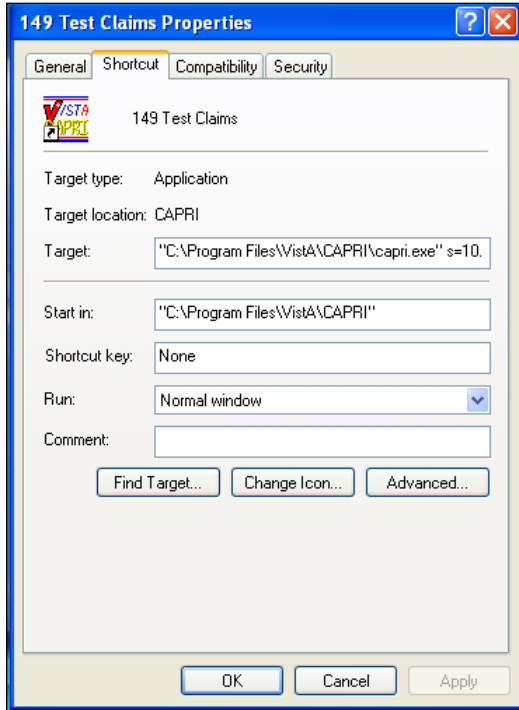 149 Test Claims Properties
General Shortcut Compatibility Security
VISTA
CAPRI
149 Test Claims
Target type: Application
Target location: CAPRI
Target: "C:\Program Files\VistA\CAPRI\capri.exe" s=10.
Start in: "C:\Program Files\VistA\CAPRI"
Shortcut key: None
Run: Normal window
Comment:
Find Target... Change Icon... Advanced...
OK Cancel Apply